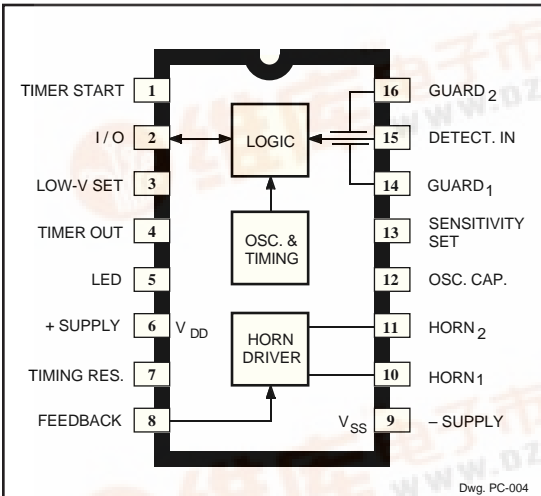 TIMER START 1
I / O 2
LOW-V SET 3
TIMER OUT 4
LED 5
+ SUPPLY 6 V DD
TIMING RES. 7
FEEDBACK 8
LOGIC
OSC. &
TIMING
HORN
DRIVER
16 GUARD 2
15 DETECT. IN
14 GUARD 1
13 SENSITIVITY
SET
12 OSC. CAP.
11 HORN 2
10 HORN 1
V SS 9 – SUPPLY
Dwg. PC-004